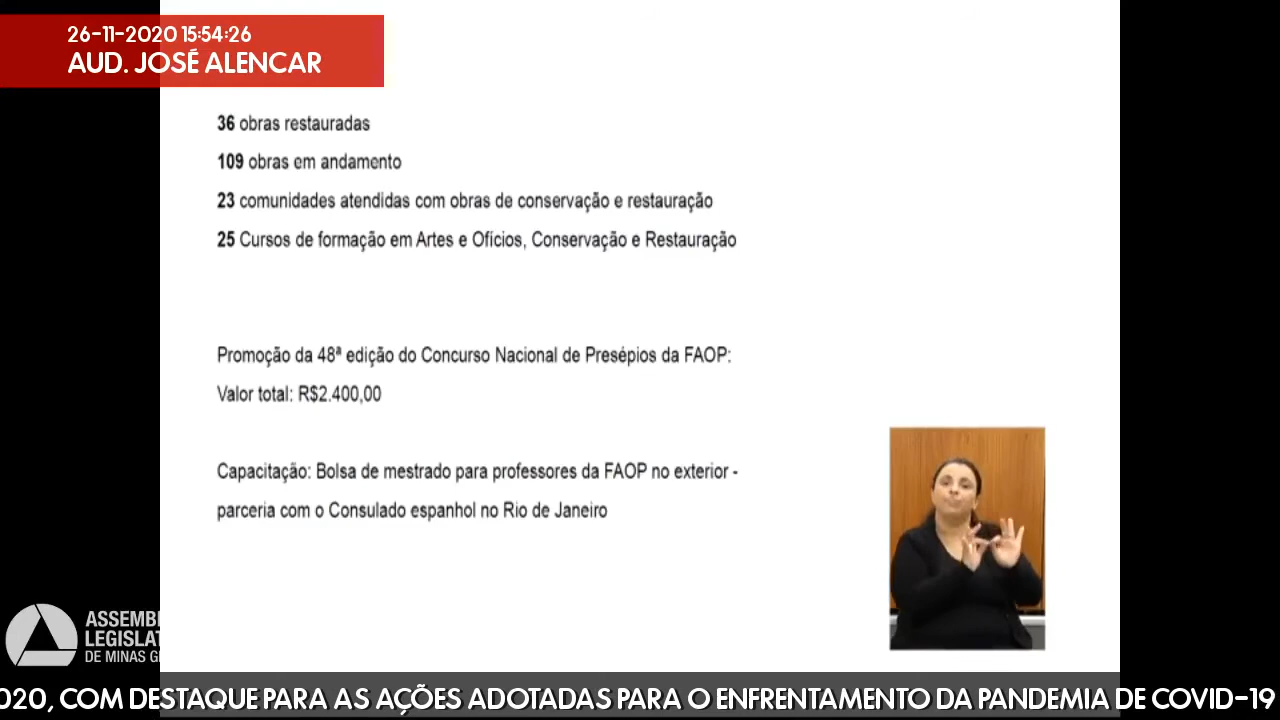 26-11-2020 15:54:26
AUD. JOSÉ ALENCAR
36 obras restauradas
109 obras em andamento
23 comunidades atendidas com obras de conservação e restauração
25 Cursos de formação em Artes e Ofícios, Conservação e Restauração
Promoção da 48ª edição do Concurso Nacional de Presépios da FAOP:
Valor total: R$2.400,00
Capacitação: Bolsa de mestrado para professores da FAOP no exterior -
parceria com o Consulado espanhol no Rio de Janeiro
ASSEMB
LEGISLAT
DE MINAS G
020, COM DESTAQUE PARA AS AÇÕES ADOTADAS PARA O ENFRENTAMENTO DA PANDEMIA DE COVID-19